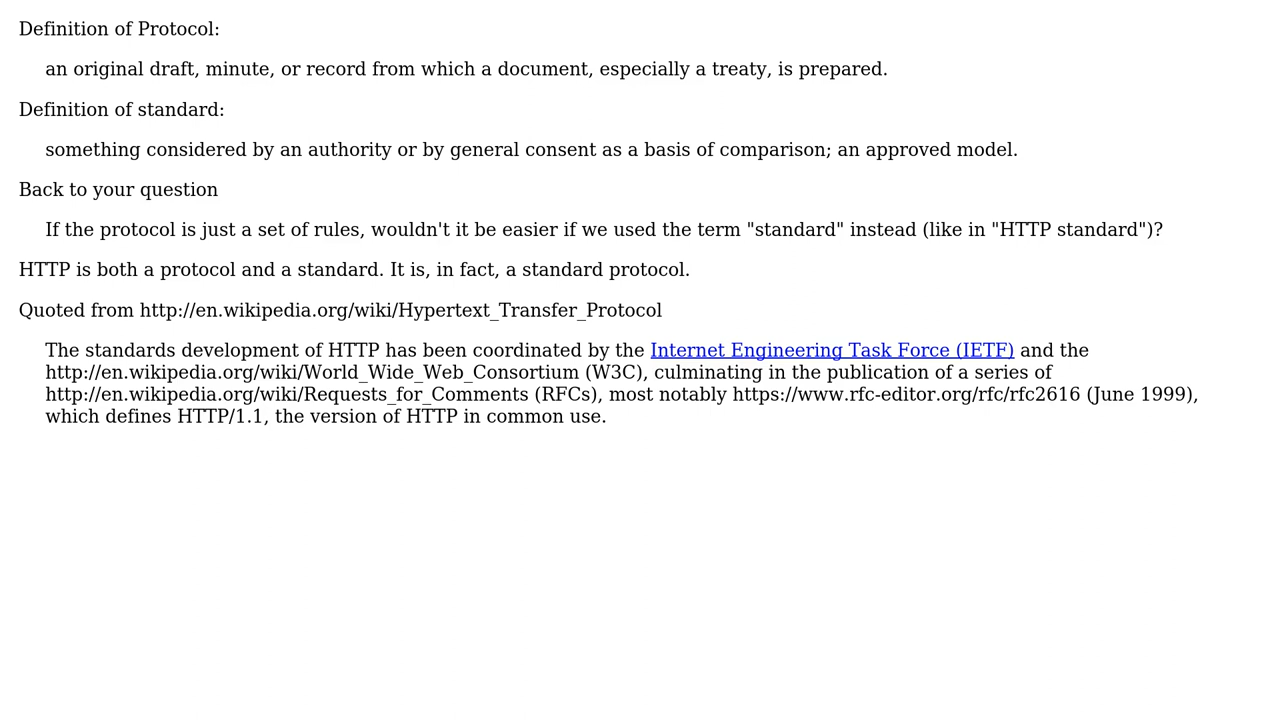 Definition of Protocol:
an original draft, minute, or record from which a document, especially a treaty, is prepared.
Definition of standard:
something considered by an authority or by general consent as a basis of comparison; an approved model.
Back to your question
If the protocol is just a set of rules, wouldn't it be easier if we used the term "standard" instead (like in "HTTP standard")?
HTTP is both a protocol and a standard. It is, in fact, a standard protocol.
Quoted from http://en.wikipedia.org/wiki/Hypertext_Transfer_Protocol
The standards development of HTTP has been coordinated by the Internet Engineering Task Force (IETF) and the
http://en.wikipedia.org/wiki/World_Wide_Web_Consortium (W3C), culminating in the publication of a series of
http://en.wikipedia.org/wiki/Requests_for_Comments (RFCs), most notably https://www.rfc-editor.org/rfc/rfc2616 (June 1999),
which defines HTTP/1.1, the version of HTTP in common use.